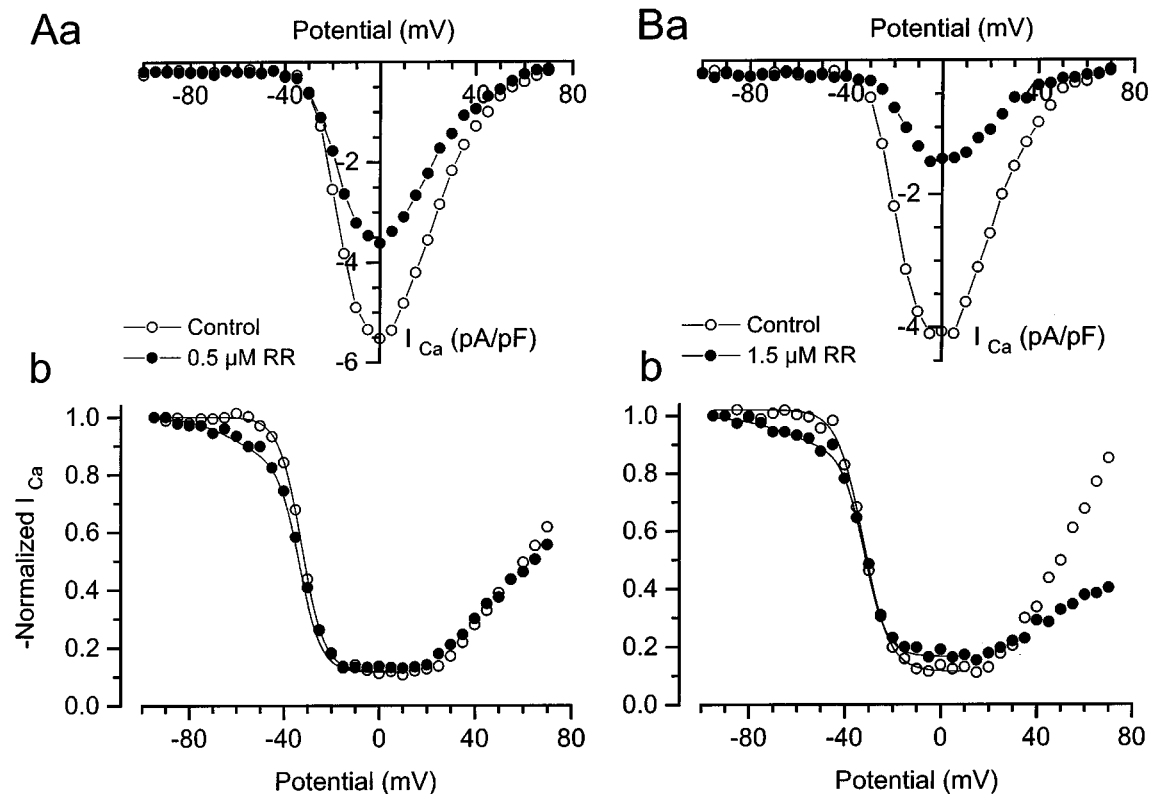 Aa
Potential (mV)
-80
-40
40
80
-2
-4
-6
Control
0.5 µM RR
I Ca (pA/pF)
Ba
Potential (mV)
-80
-40
40
80
-2
-4
Control
1.5 µM RR
I Ca (pA/pF)
b
-Normalized I Ca
1.0
0.8
0.6
0.4
0.2
0.0
-80
-40
0
40
80
Potential (mV)
b
1.0
0.8
0.6
0.4
0.2
0.0
-80
-40
0
40
80
Potential (mV)